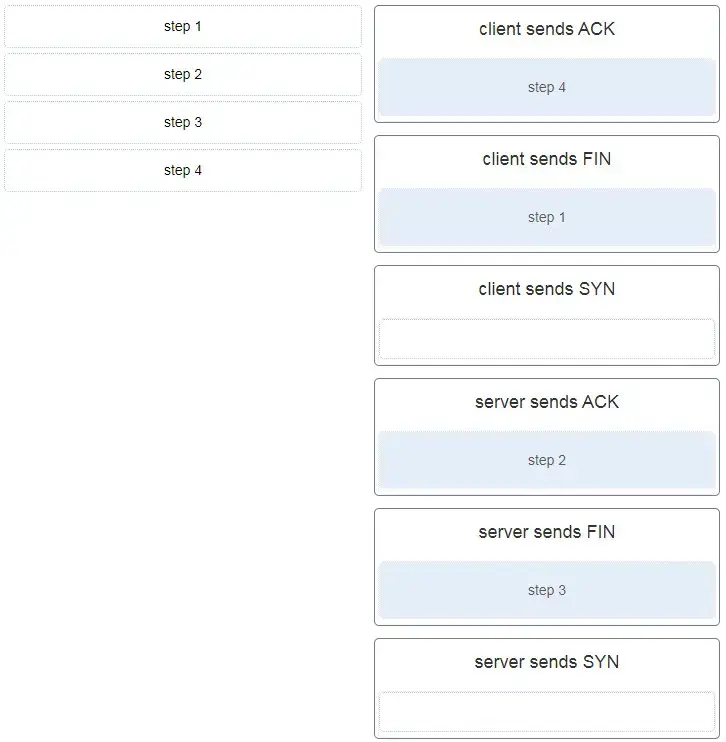 step 1
step 2
step 3
step 4
client sends ACK
step 4
client sends FIN
step 1
client sends SYN
server sends ACK
step 2
server sends FIN
step 3
server sends SYN